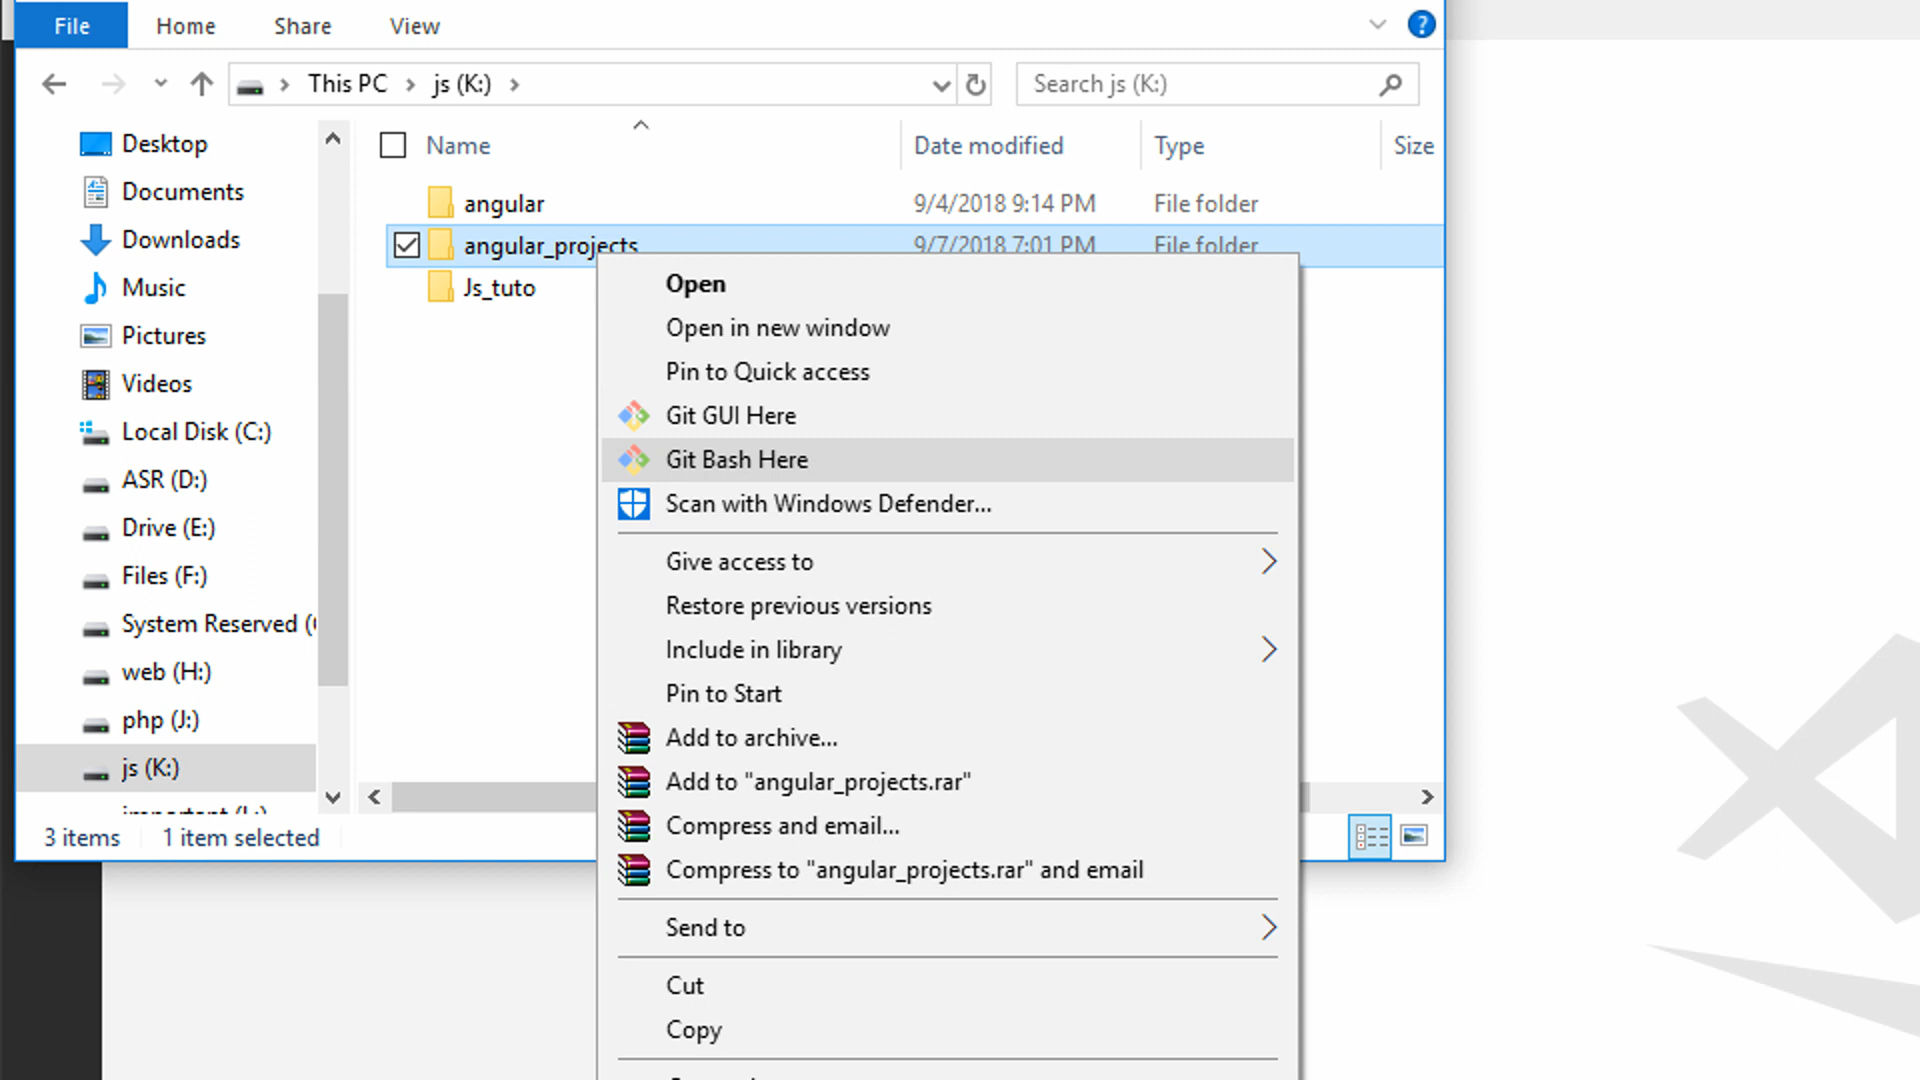 File Home Share View
This PC js (K:)
Search js (K:)
Name Date modified Type Size
angular 9/4/2018 9:14 PM File folder
angular_projects 9/7/2018 7:01 PM File folder
Js_tuto
Desktop
Documents
Downloads
Music
Pictures
Videos
Local Disk (C:)
ASR (D:)
Drive (E:)
Files (F:)
System Reserved (
web (H:)
php (J:)
js (K:)
important (L:)
3 items 1 item selected
Open
Open in new window
Pin to Quick access
Git GUI Here
Git Bash Here
Scan with Windows Defender...
Give access to
Restore previous versions
Include in library
Pin to Start
Add to archive...
Add to "angular_projects.rar"
Compress and email...
Compress to "angular_projects.rar" and email
Send to
Cut
Copy